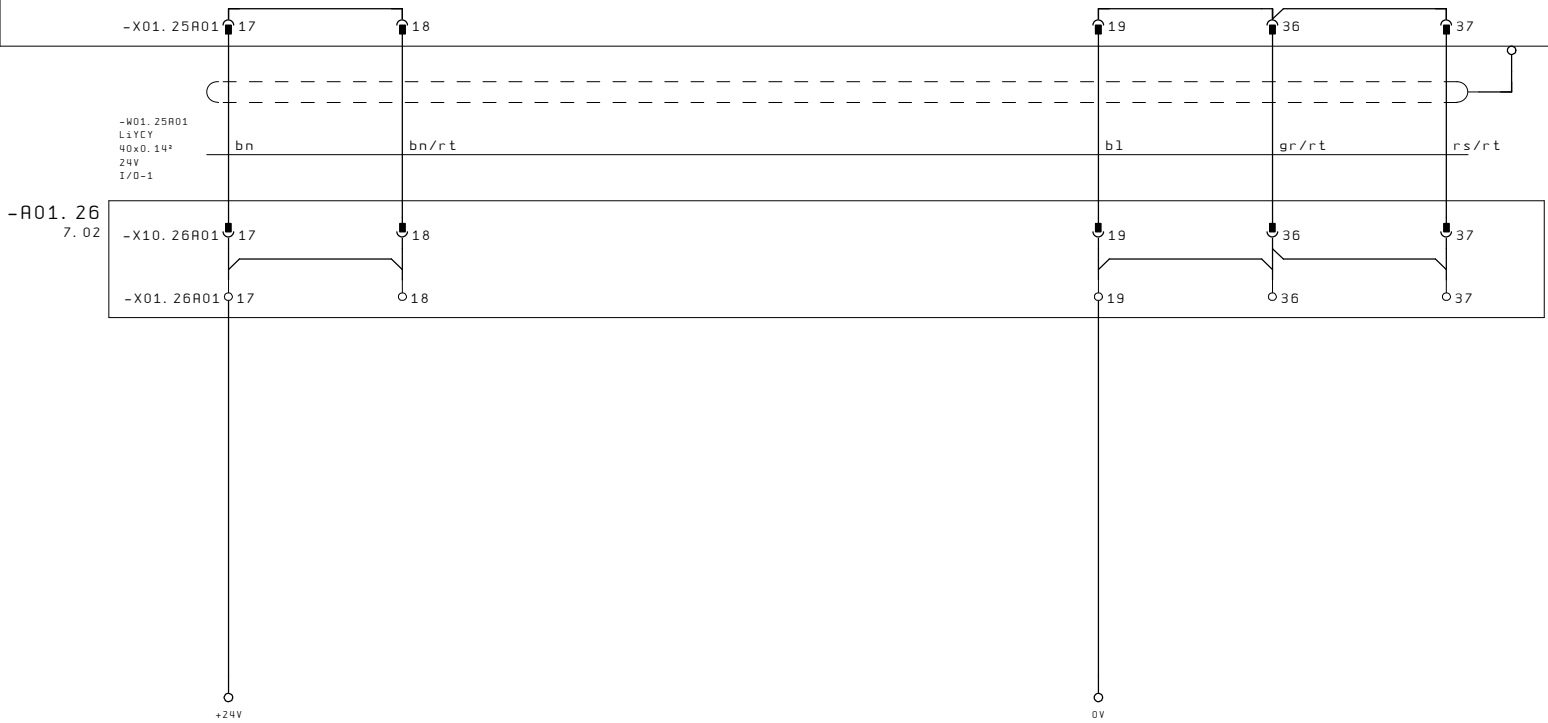 -X01.25A01 17 18 19 36 37
-W01.25A01
LiYCY
40x0.14²
24V
I/O-1
bn bn/rt bl gr/rt rs/rt
-A01.26
7.02
-X10.26A01 17 18 19 36 37
-X01.26A01 17 18 19 36 37
+24V 0V